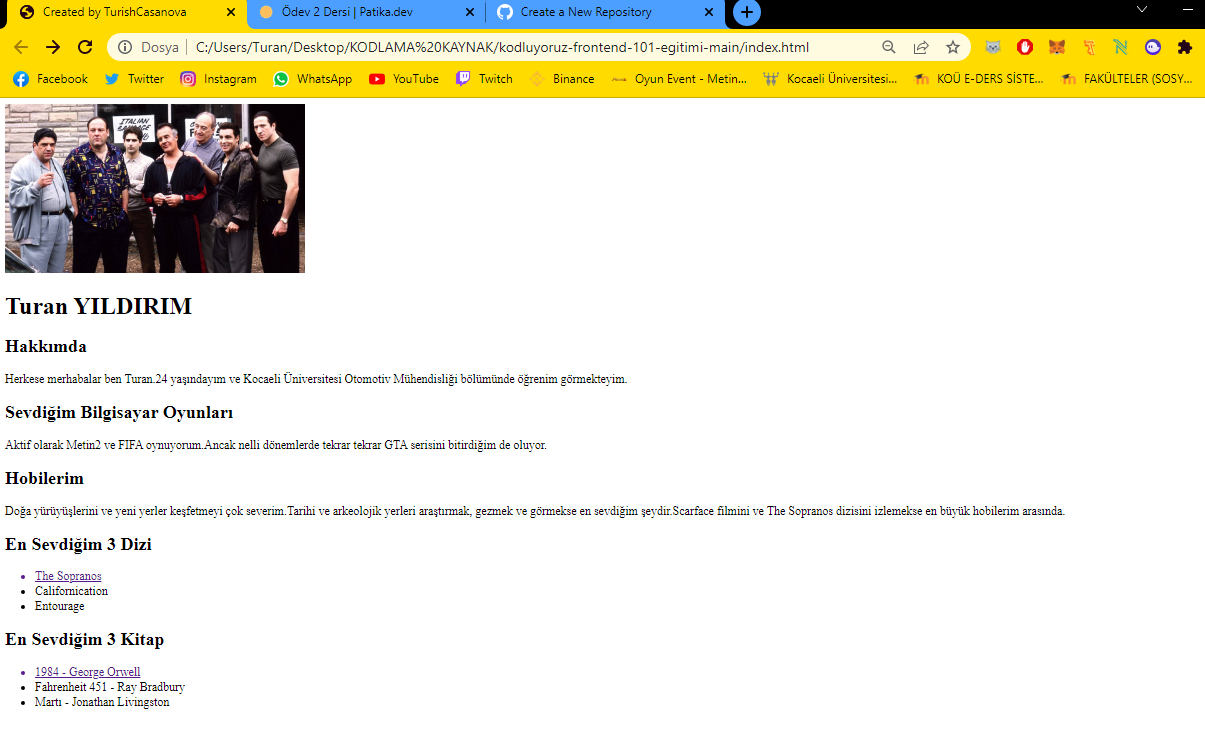 Created by TurishCasanova
Ödev 2 Dersi | Patika.dev
Create a New Repository
Dosya | C:/Users/Turan/Desktop/KODLAMA%20KAYNAK/kodluyoruz-frontend-101-egitimi-main/index.html
Facebook Twitter Instagram WhatsApp YouTube Twitch Binance Oyun Event - Metin... Kocaeli Üniversitesi... KOÜ E-DERS SİSTE... FAKÜLTELER (SOSY...
ITALIAN
Turan YILDIRIM
Hakkımda
Herkese merhabalar ben Turan.24 yaşındayım ve Kocaeli Üniversitesi Otomotiv Mühendisliği bölümünde öğrenim görmekteyim.
Sevdiğim Bilgisayar Oyunları
Aktif olarak Metin2 ve FIFA oynuyorum.Ancak nelli dönemlerde tekrar tekrar GTA serisini bitirdiğim de oluyor.
Hobilerim
Doğa yürüyüşlerini ve yeni yerler keşfetmeyi çok severim.Tarihi ve arkeolojik yerleri araştırmak, gezmek ve görmekse en sevdiğim şeydir.Scarface filmini ve The Sopranos dizisini izlemekse en büyük hobilerim arasında.
En Sevdiğim 3 Dizi
The Sopranos
Californication
Entourage
En Sevdiğim 3 Kitap
1984 - George Orwell
Fahrenheit 451 - Ray Bradbury
Martı - Jonathan Livingston